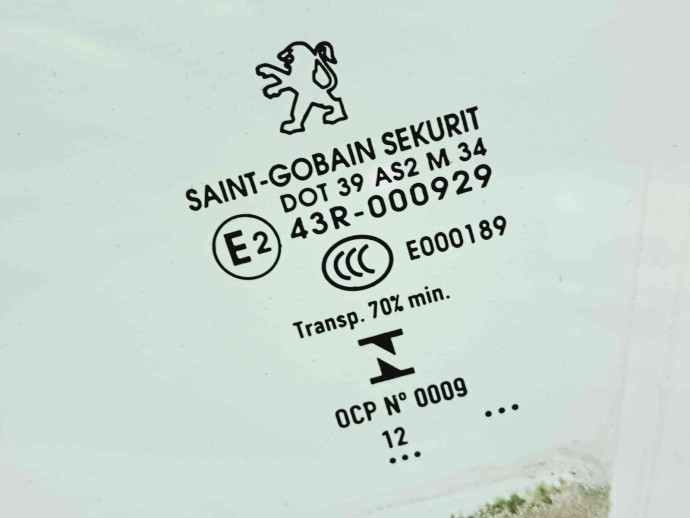 SAINT-GOBAIN SEKURIT
DOT 39 AS2 M 34
E2 43R-000929
CCC E000189
Transp. 70% min.
OCP N° 0009
12 ...
...